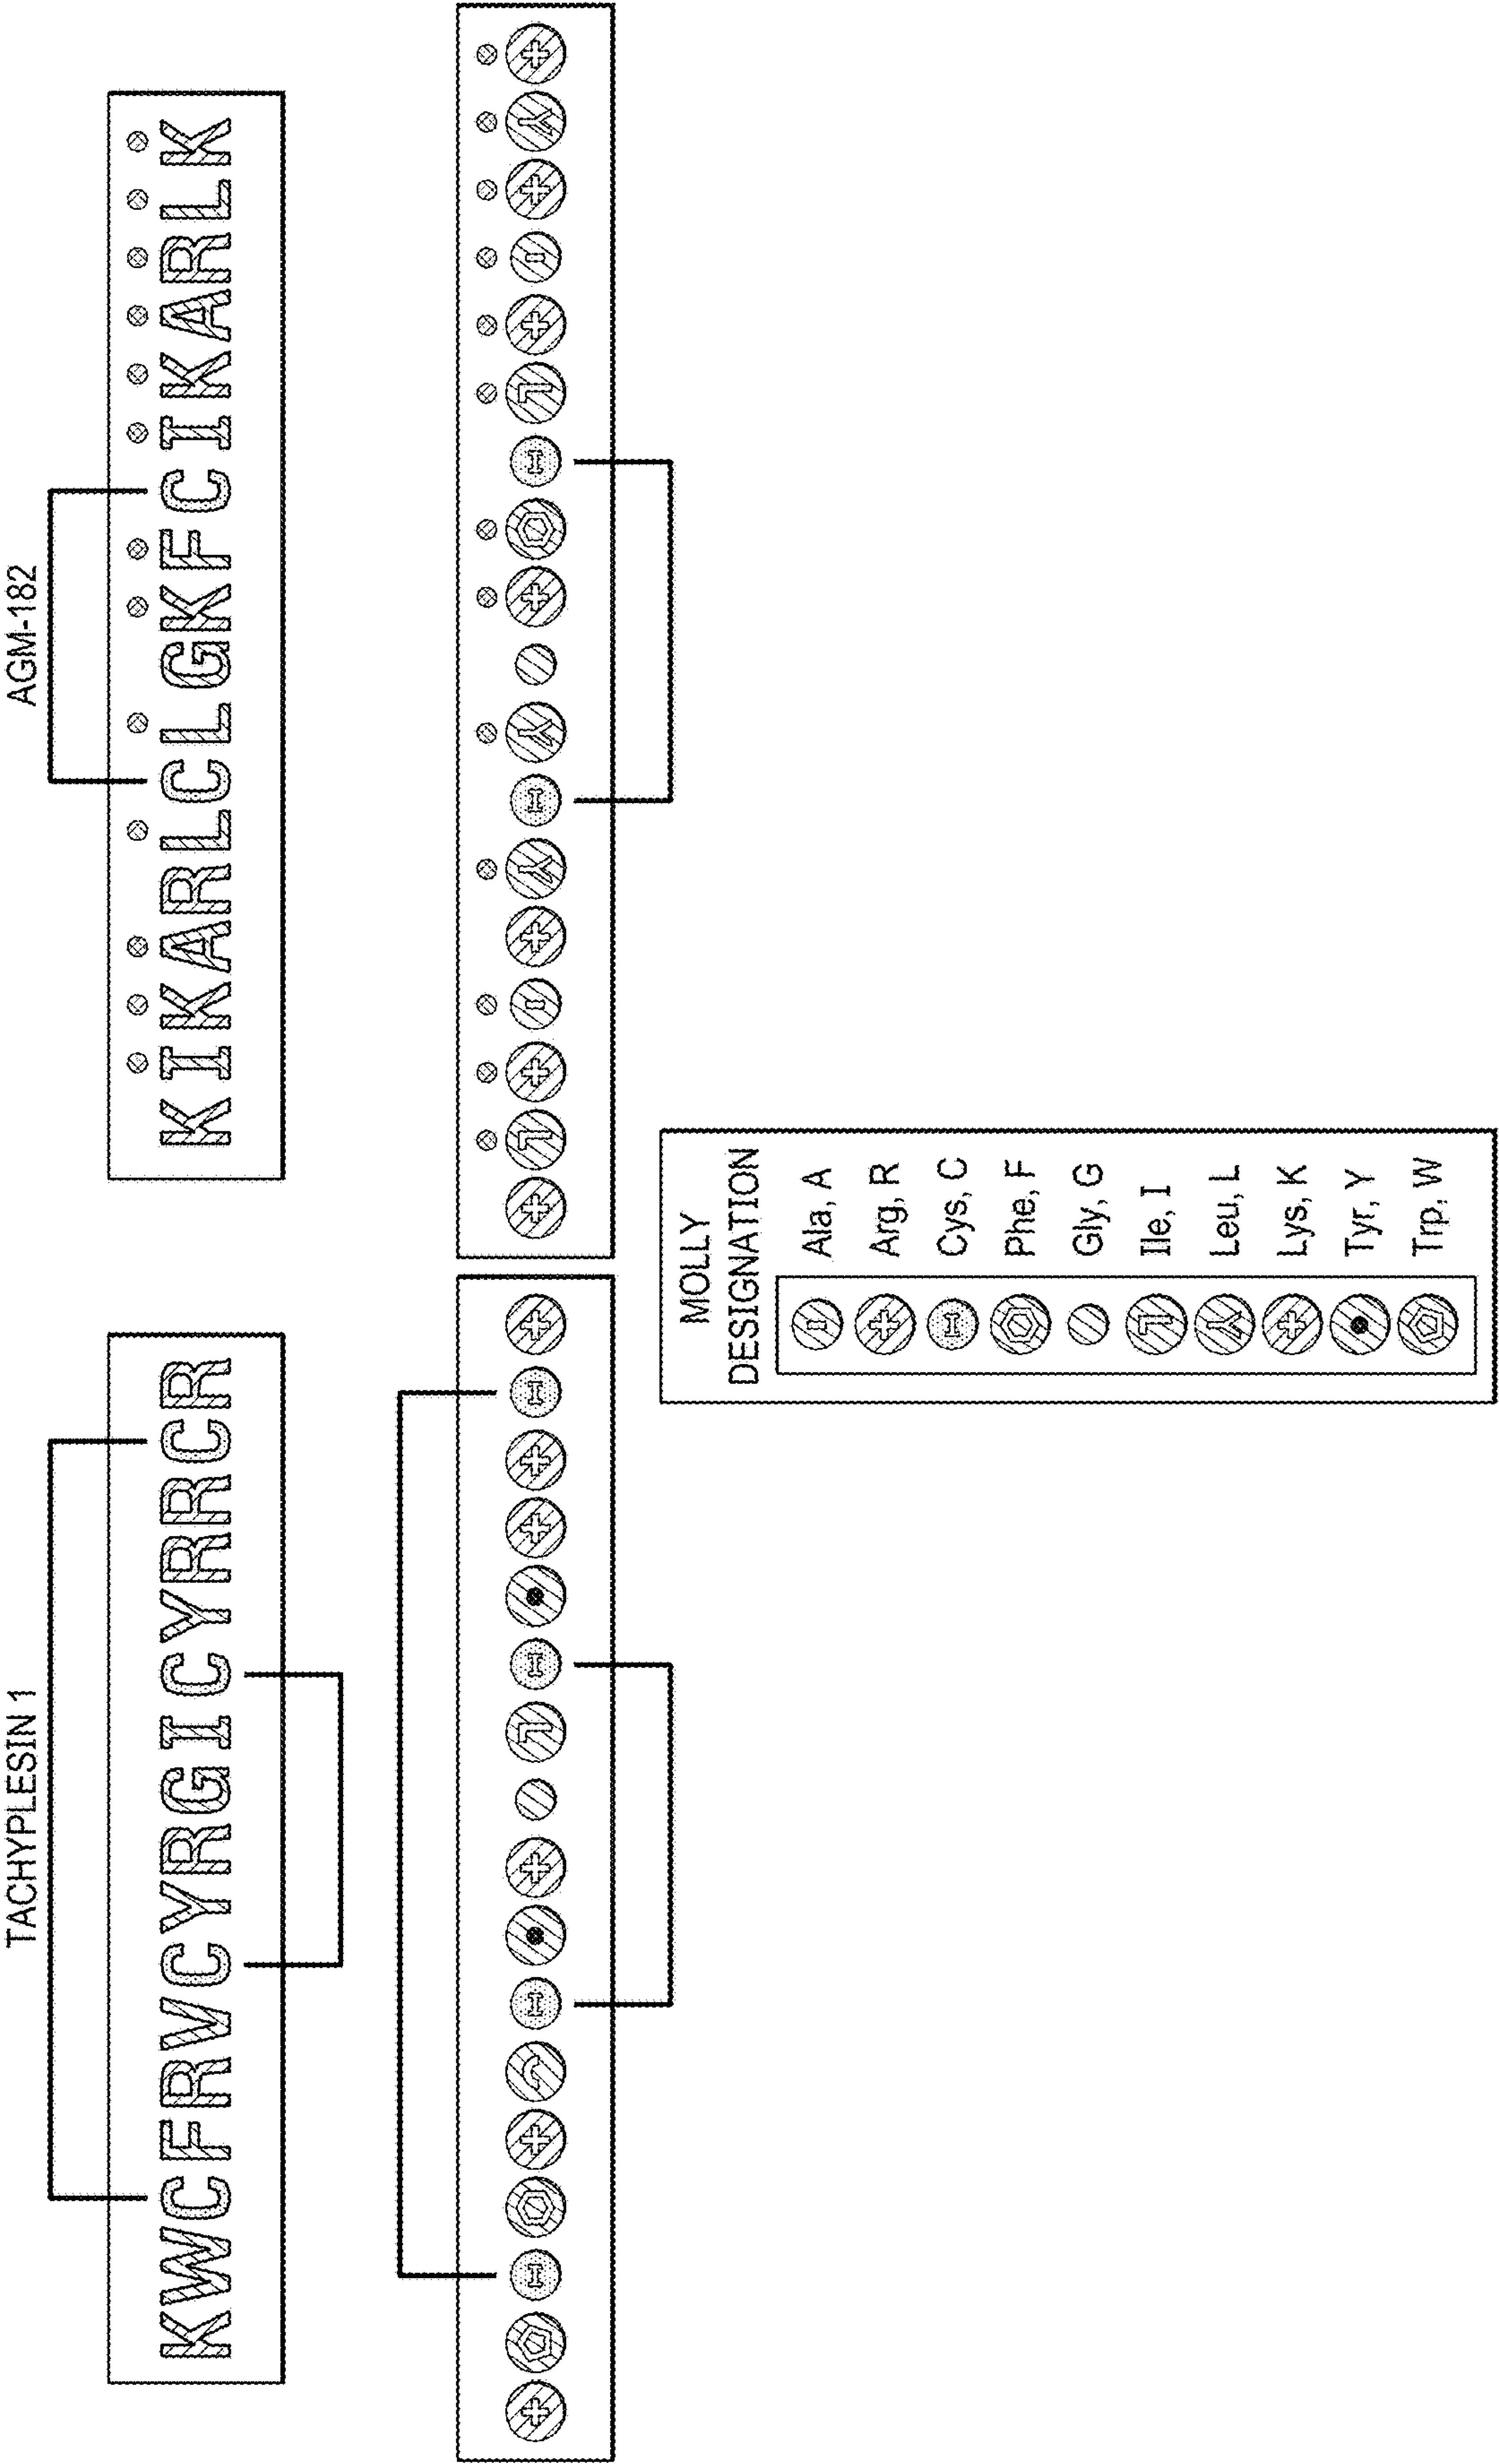 TACHYPLESIN 1
KWCFRVCYRGICYRRCR
AGM-182
KIKARLCLGKFCIKARLK
MOLLY
DESIGNATION
Ala, A
Arg, R
Cys, C
Phe, F
Gly, G
Ile, I
Leu, L
Lys, K
Tyr, Y
Trp, W